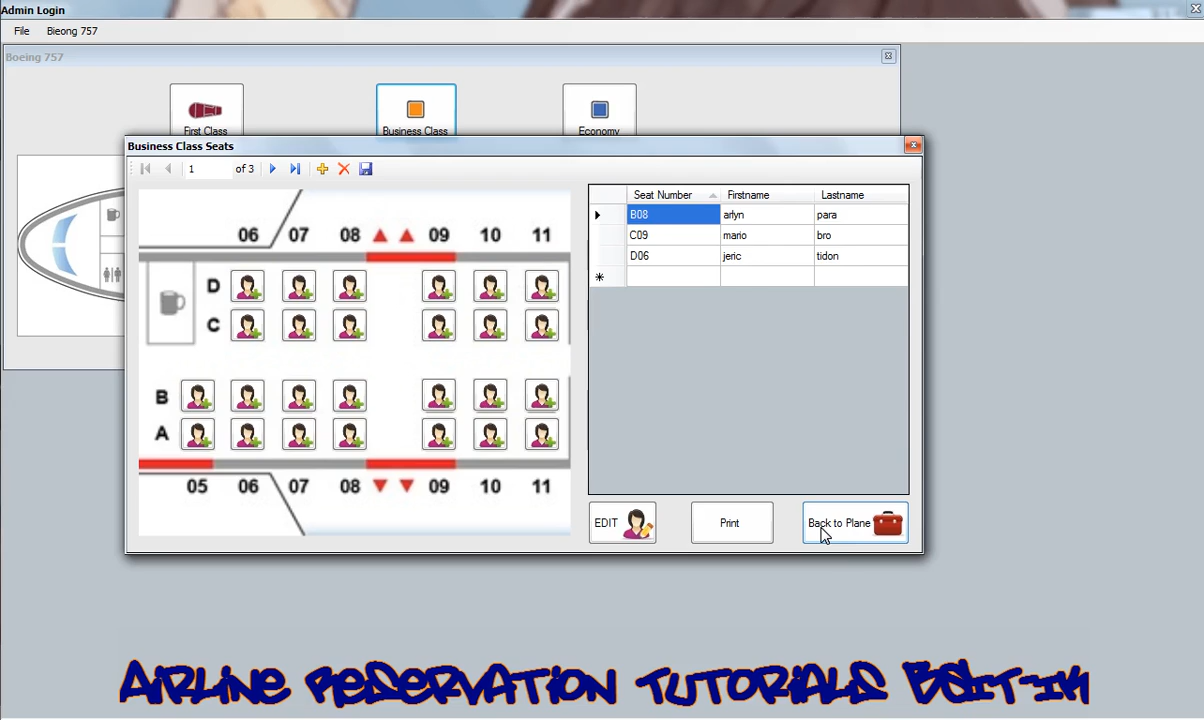 Admin Login
File Bieong 757
Boeing 757
First Class Business Class Economy
Business Class Seats
1 of 3
Seat Number Firstname Lastname
B08 arlyn para
C09 mario bro
D06 jeric tidon
06 07 08 09 10 11
D
C
B
A
05 06 07 08 09 10 11
EDIT Print Back to Plane
AIRLINE RESERVATION TUTORIALS BSIT-IK